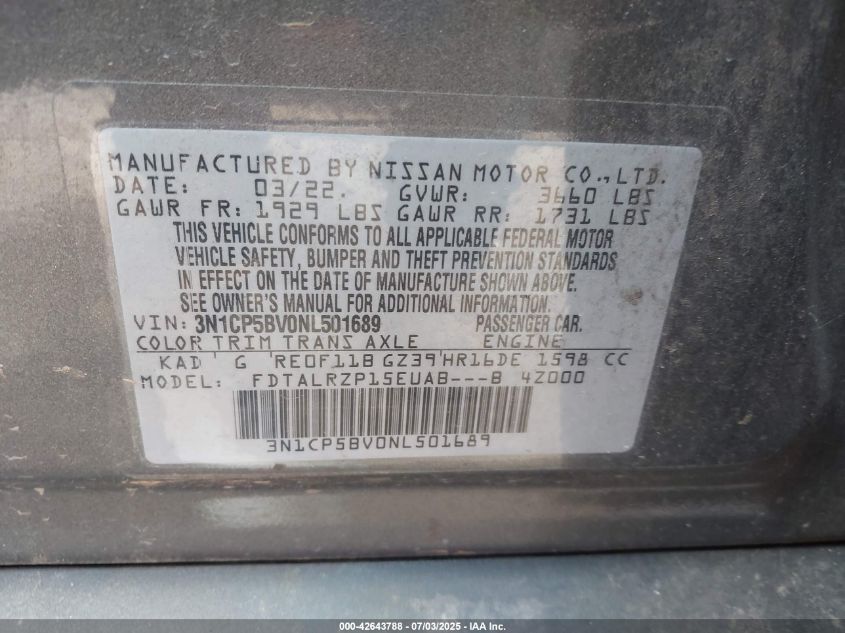 MANUFACTURED BY NISSAN MOTOR CO., LTD.
DATE: 03/22. GVWR: 3660 LBS
GAWR FR: 1929 LBS GAWR RR: 1731 LBS
THIS VEHICLE CONFORMS TO ALL APPLICABLE FEDERAL MOTOR
VEHICLE SAFETY, BUMPER AND THEFT PREVENTION STANDARDS
IN EFFECT ON THE DATE OF MANUFACTURE SHOWN ABOVE.
SEE OWNER'S MANUAL FOR ADDITIONAL INFORMATION.
VIN: 3N1CP5BV0NL501689 PASSENGER CAR.
COLOR TRIM TRANS AXLE ENGINE
KAD G RE0F11B GZ39 HR16DE 1598 CC
MODEL: FDTALRZP15EUAB---B 4Z000
3N1CP5BV0NL501689
000-42643788 - 07/03/2025 - IAA Inc.